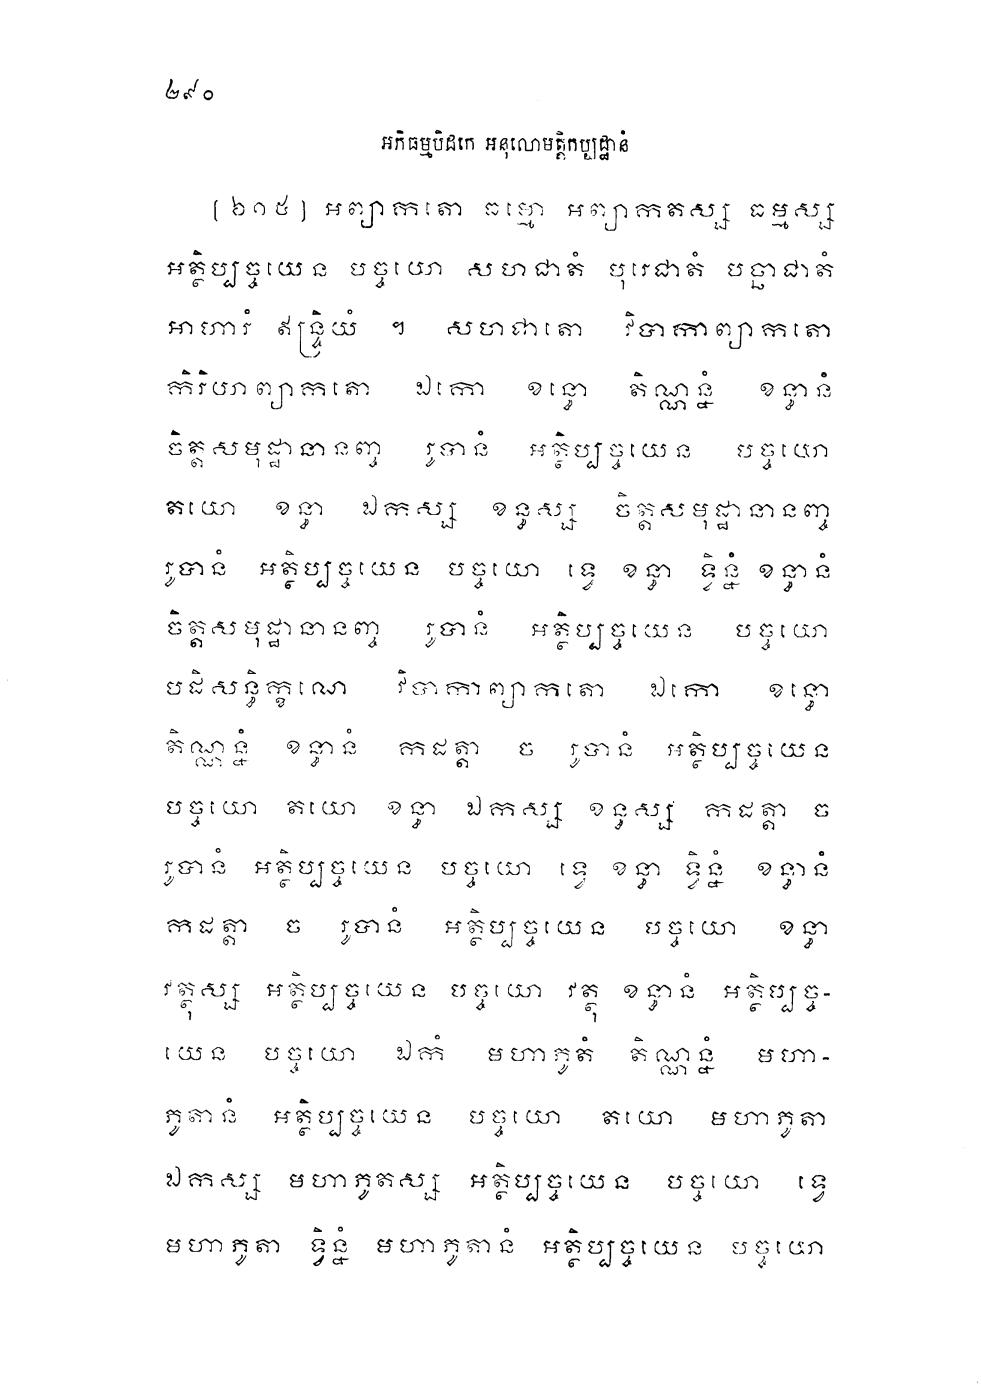 ២៩០
អភិធម្មបិដកេ អនុលោមត្តិកប្បដ្ឋានំ
[៦១៥] អព្យាកតោ ធម្មោ អព្យាកតស្ស ធម្មស្ស
អត្ថិប្បច្ចយេន បច្ចយោ សហជាតំ បុរេជាតំ បច្ឆាជាតំ
អាហារំ ឥន្ទ្រិយំ ។ សហជាតោ វិបាកាព្យាកតោ
កិរិយាព្យាកតោ ឯកោ ខន្ធោ តិណ្ណន្នំ ខន្ធានំ
ចិត្តសមុដ្ឋានានញ្ច រូបានំ អត្ថិប្បច្ចយេន បច្ចយោ
តយោ ខន្ធា ឯកស្ស ខន្ធស្ស ចិត្តសមុដ្ឋានានញ្ច
រូបានំ អត្ថិប្បច្ចយេន បច្ចយោ ទ្វេ ខន្ធា ទ្វិន្នំ ខន្ធានំ
ចិត្តសមុដ្ឋានានញ្ច រូបានំ អត្ថិប្បច្ចយេន បច្ចយោ
បដិសន្ធិក្ខណេ វិបាកាព្យាកតោ ឯកោ ខន្ធោ
តិណ្ណន្នំ ខន្ធានំ កដត្តា ច រូបានំ អត្ថិប្បច្ចយេន
បច្ចយោ តយោ ខន្ធា ឯកស្ស ខន្ធស្ស កដត្តា ច
រូបានំ អត្ថិប្បច្ចយេន បច្ចយោ ទ្វេ ខន្ធា ទ្វិន្នំ ខន្ធានំ
កដត្តា ច រូបានំ អត្ថិប្បច្ចយេន បច្ចយោ ខន្ធា
វត្ថុស្ស អត្ថិប្បច្ចយេន បច្ចយោ វត្ថុ ខន្ធានំ អត្ថិប្បច្ច-
យេន បច្ចយោ ឯកំ មហាភូតំ តិណ្ណន្នំ មហា-
ភូតានំ អត្ថិប្បច្ចយេន បច្ចយោ តយោ មហាភូតា
ឯកស្ស មហាភូតស្ស អត្ថិប្បច្ចយេន បច្ចយោ ទ្វេ
មហាភូតា ទ្វិន្នំ មហាភូតានំ អត្ថិប្បច្ចយេន បច្ចយោ